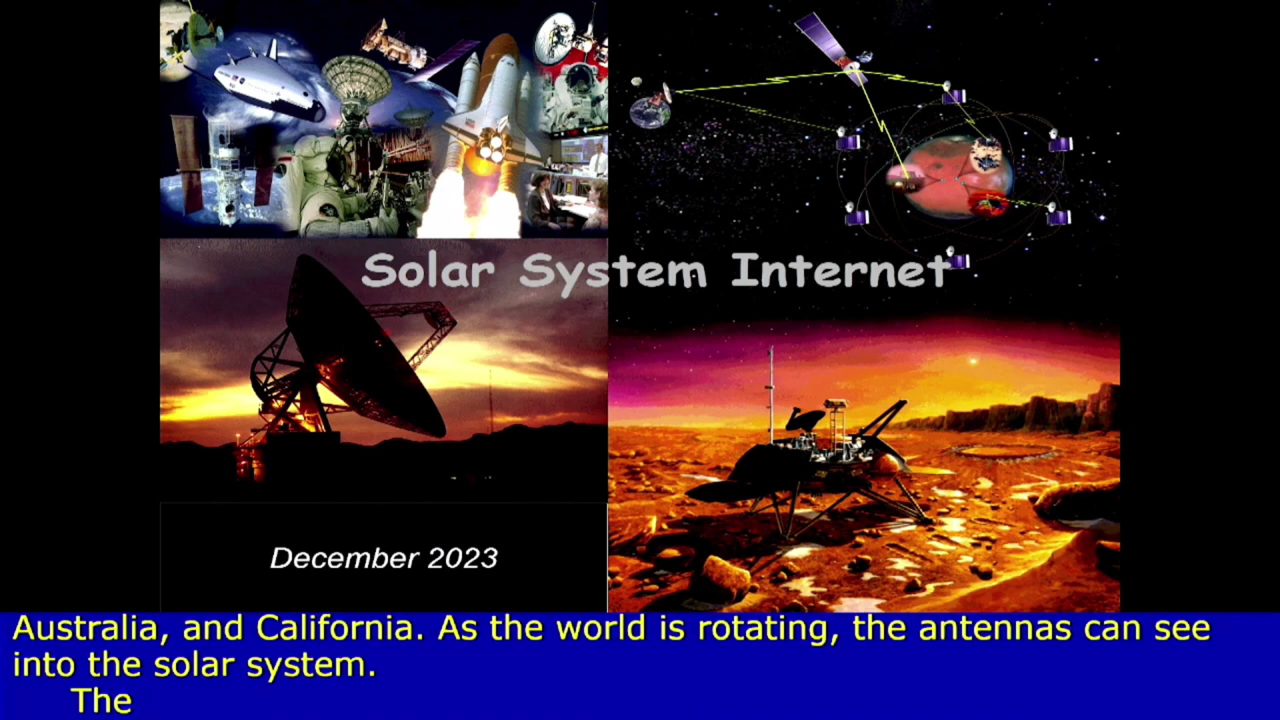 Solar System Internet
December 2023
Australia, and California. As the world is rotating, the antennas can see
into the solar system.
The